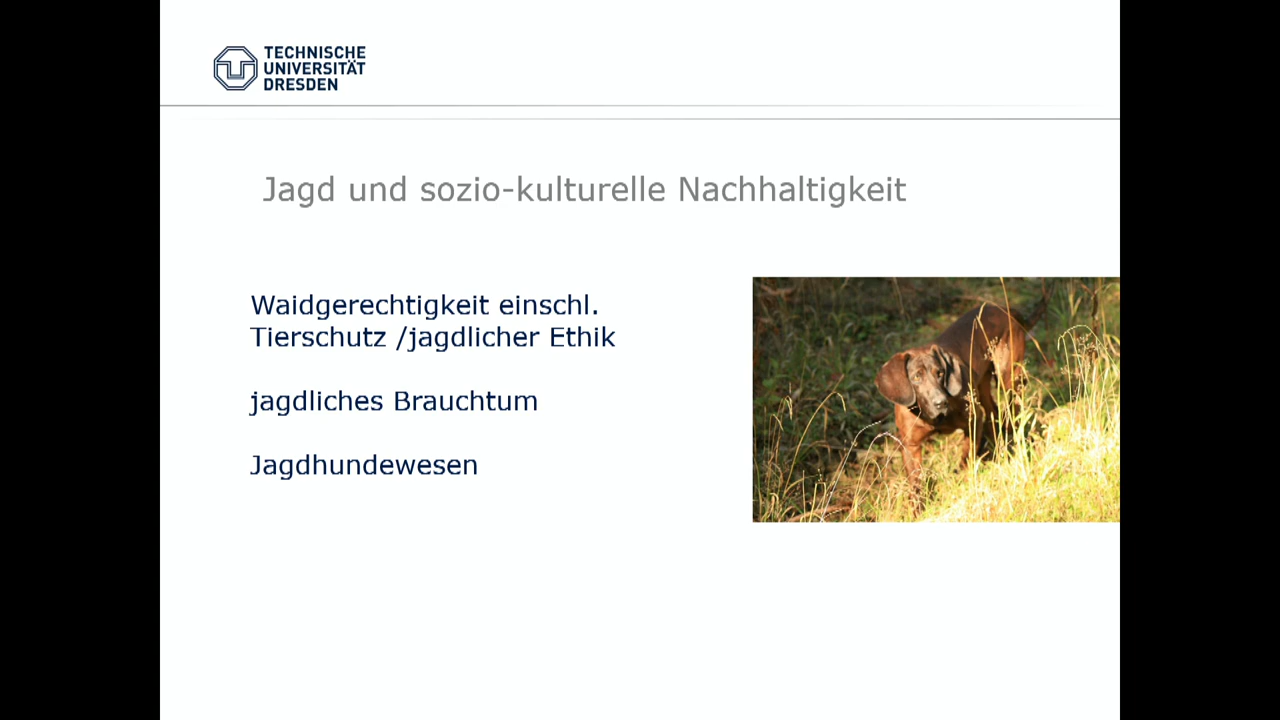 TECHNISCHE
UNIVERSITÄT
DRESDEN
Jagd und sozio-kulturelle Nachhaltigkeit
Waidgerechtigkeit einschl.
Tierschutz /jagdlicher Ethik
jagdliches Brauchtum
Jagdhundewesen